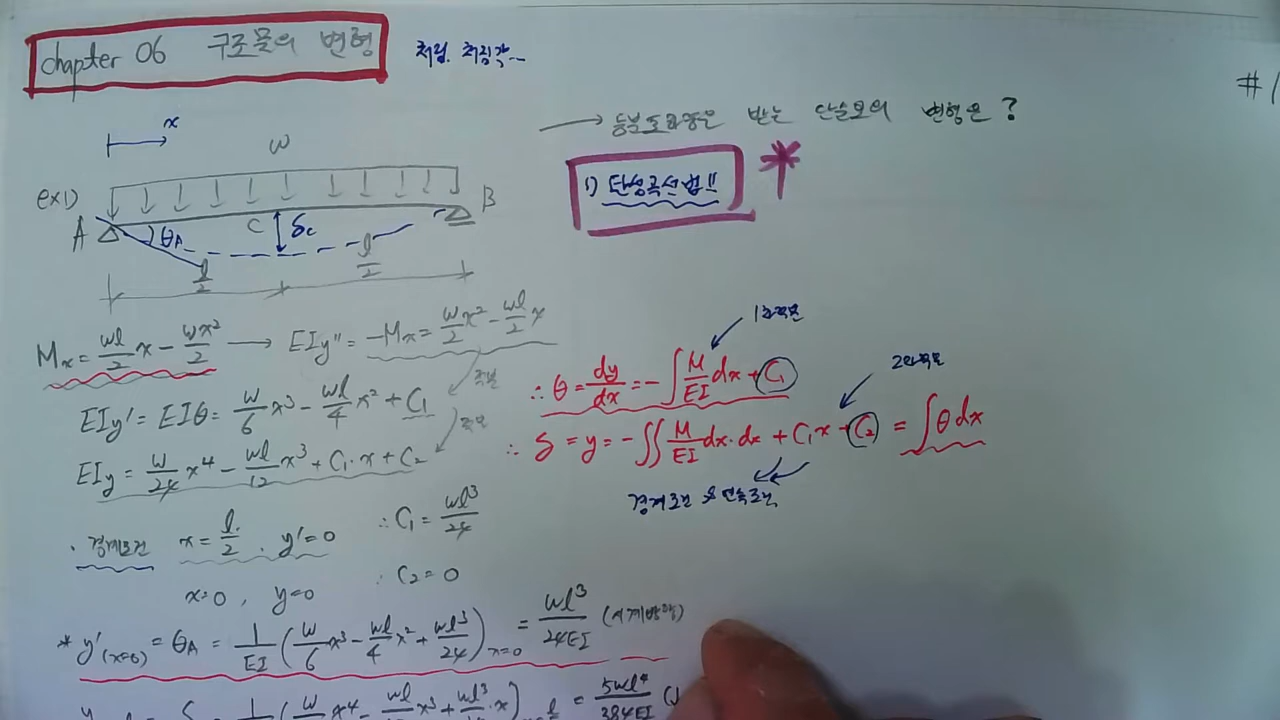 chapter 06 구조물의 변형
처짐. 처짐각...
#1
x
w
→ 등분포하중을 받는 단순보의 변형은?
1) 탄성곡선법!!
*
ex1)
A θA C δc B
l/2 l/2
Mx = wl/2 x - wx²/2 → EIy'' = -Mx = w/2 x² - wl/2 x
적분
EIy' = EIθ = w/6 x³ - wl/4 x² + C₁
적분
EIy = w/24 x⁴ - wl/12 x³ + C₁·x + C₂
1차적분
∴ θ = dy/dx = -∫ M/EI dx + C₁
2차적분
∴ δ = y = -∬ M/EI dx·dx + C₁x + C₂ = ∫θdx
경계조건 & 연속조건
· 경계조건 x = l/2 , y' = 0 ∴ C₁ = wl³/24
x=0 , y=0 : C₂ = 0
* y'(x=0) = θA = 1/EI (w/6 x³ - wl/4 x² + wl³/24)x=0 = wl³/24EI (시계방향)
= 5wl⁴/384EI